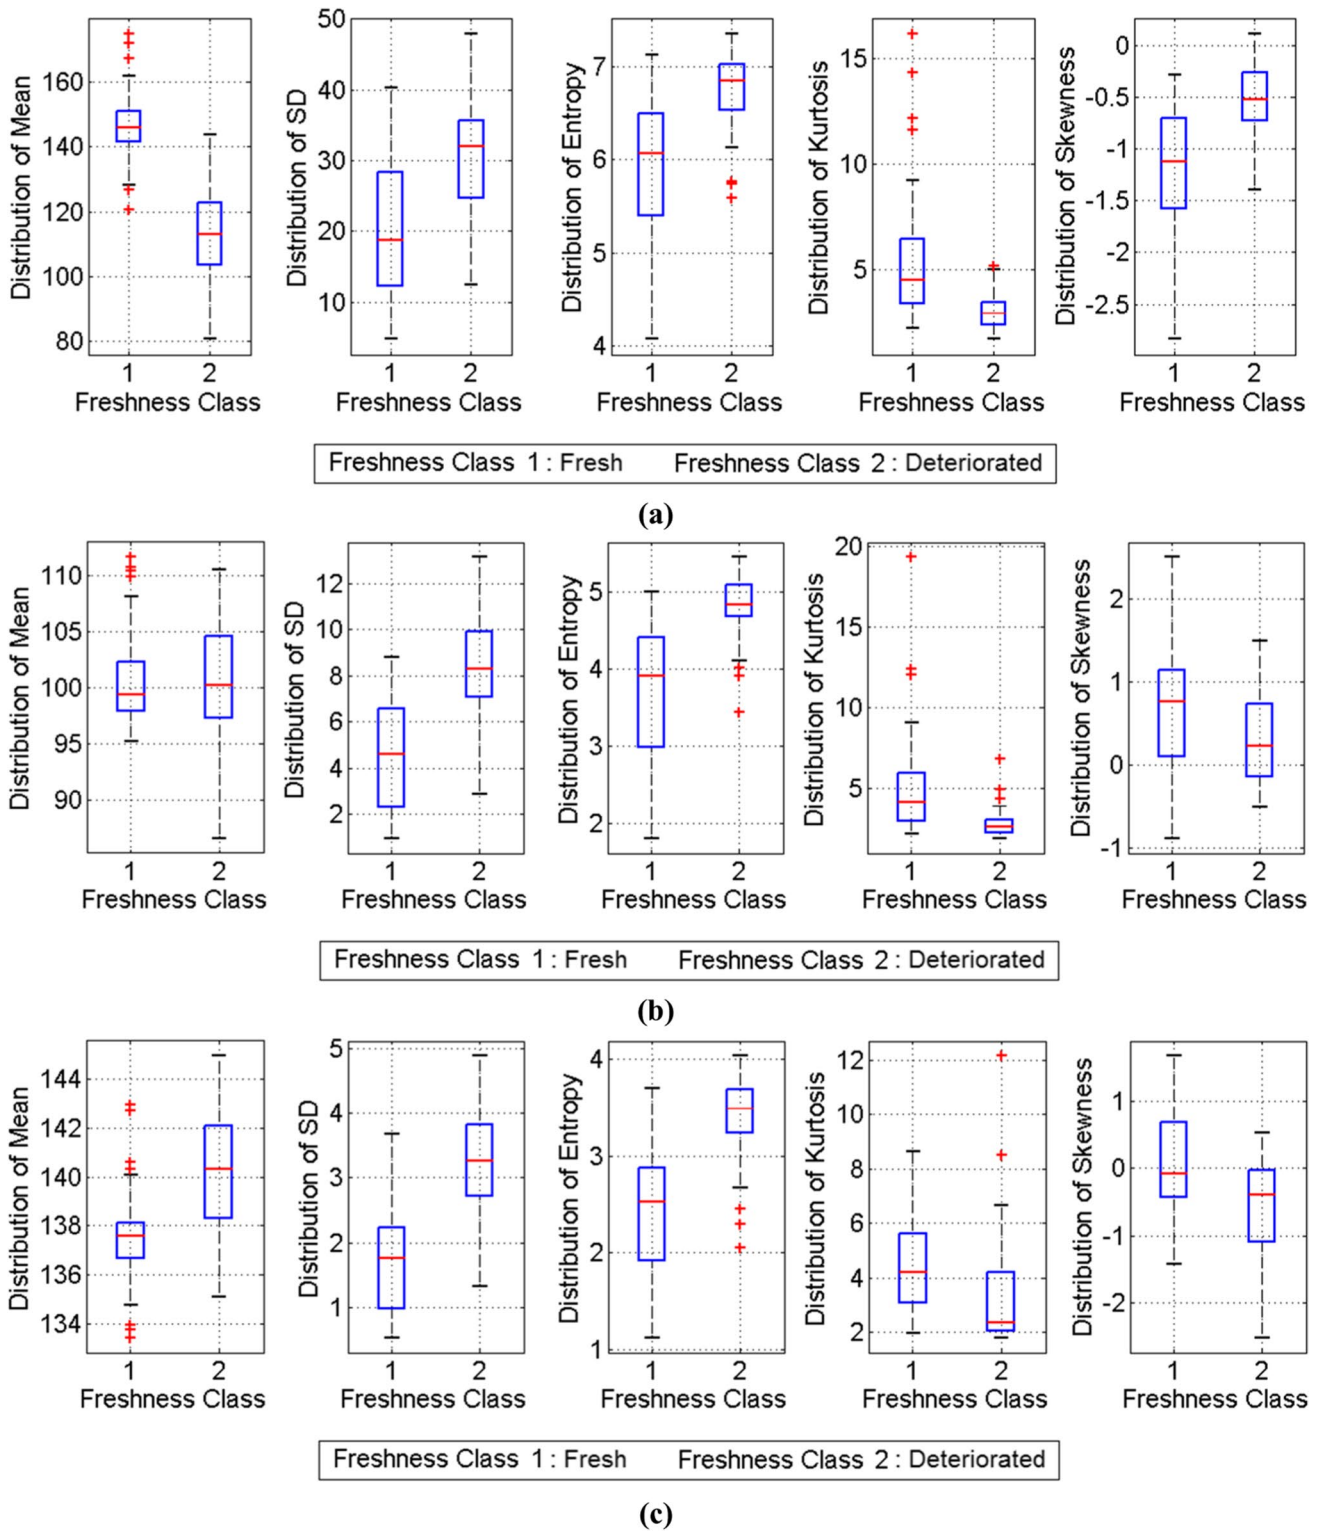 Distribution of Mean
160
140
120
100
80
1
2
Freshness Class
Distribution of SD
50
40
30
20
10
1
2
Freshness Class
Distribution of Entropy
7
6
5
4
1
2
Freshness Class
Distribution of Kurtosis
15
10
5
1
2
Freshness Class
Distribution of Skewness
0
-0.5
-1
-1.5
-2
-2.5
1
2
Freshness Class
Freshness Class 1 : Fresh Freshness Class 2 : Deteriorated
(a)
Distribution of Mean
110
105
100
95
90
1
2
Freshness Class
Distribution of SD
12
10
8
6
4
2
1
2
Freshness Class
Distribution of Entropy
5
4
3
2
1
2
Freshness Class
Distribution of Kurtosis
20
15
10
5
1
2
Freshness Class
Distribution of Skewness
2
1
0
-1
1
2
Freshness Class
Freshness Class 1 : Fresh Freshness Class 2 : Deteriorated
(b)
Distribution of Mean
144
142
140
138
136
134
1
2
Freshness Class
Distribution of SD
5
4
3
2
1
1
2
Freshness Class
Distribution of Entropy
4
3
2
1
1
2
Freshness Class
Distribution of Kurtosis
12
10
8
6
4
2
1
2
Freshness Class
Distribution of Skewness
1
0
-1
-2
1
2
Freshness Class
Freshness Class 1 : Fresh Freshness Class 2 : Deteriorated
(c)